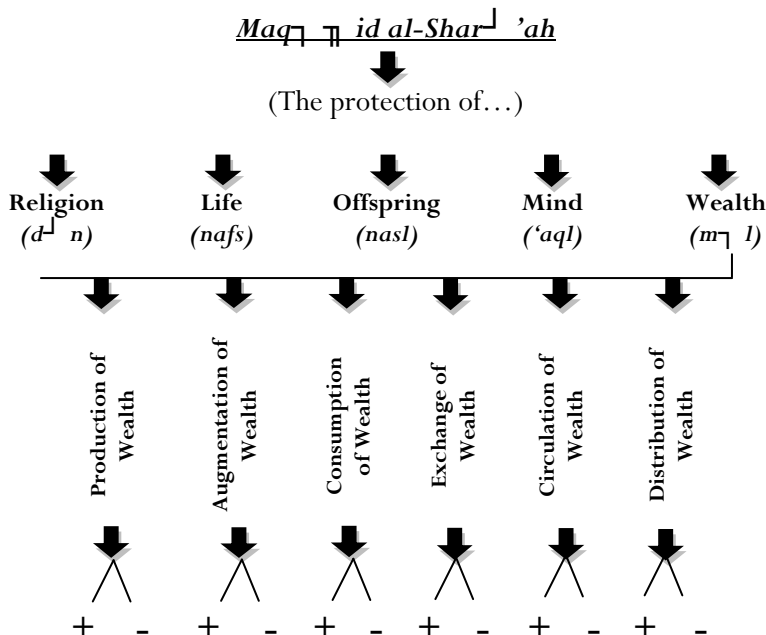 Maq┐ ╖ id al-Shar┘ ’ah
(The protection of…)
Religion
(d┘ n)
Life
(nafs)
Offspring
(nasl)
Mind
(‘aql)
Wealth
(m┐ l)
Production of
Wealth
Augmentation of
Wealth
Consumption
of Wealth
Exchange of
Wealth
Circulation of
Wealth
Distribution of
Wealth
+ - + - + - + - + - + -